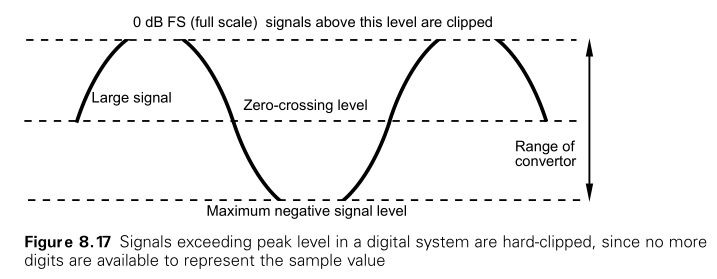 0 dB FS (full scale) signals above this level are clipped
Large signal
Zero-crossing level
Range of
convertor
Maximum negative signal level
Figure 8.17 Signals exceeding peak level in a digital system are hard-clipped, since no more
digits are available to represent the sample value